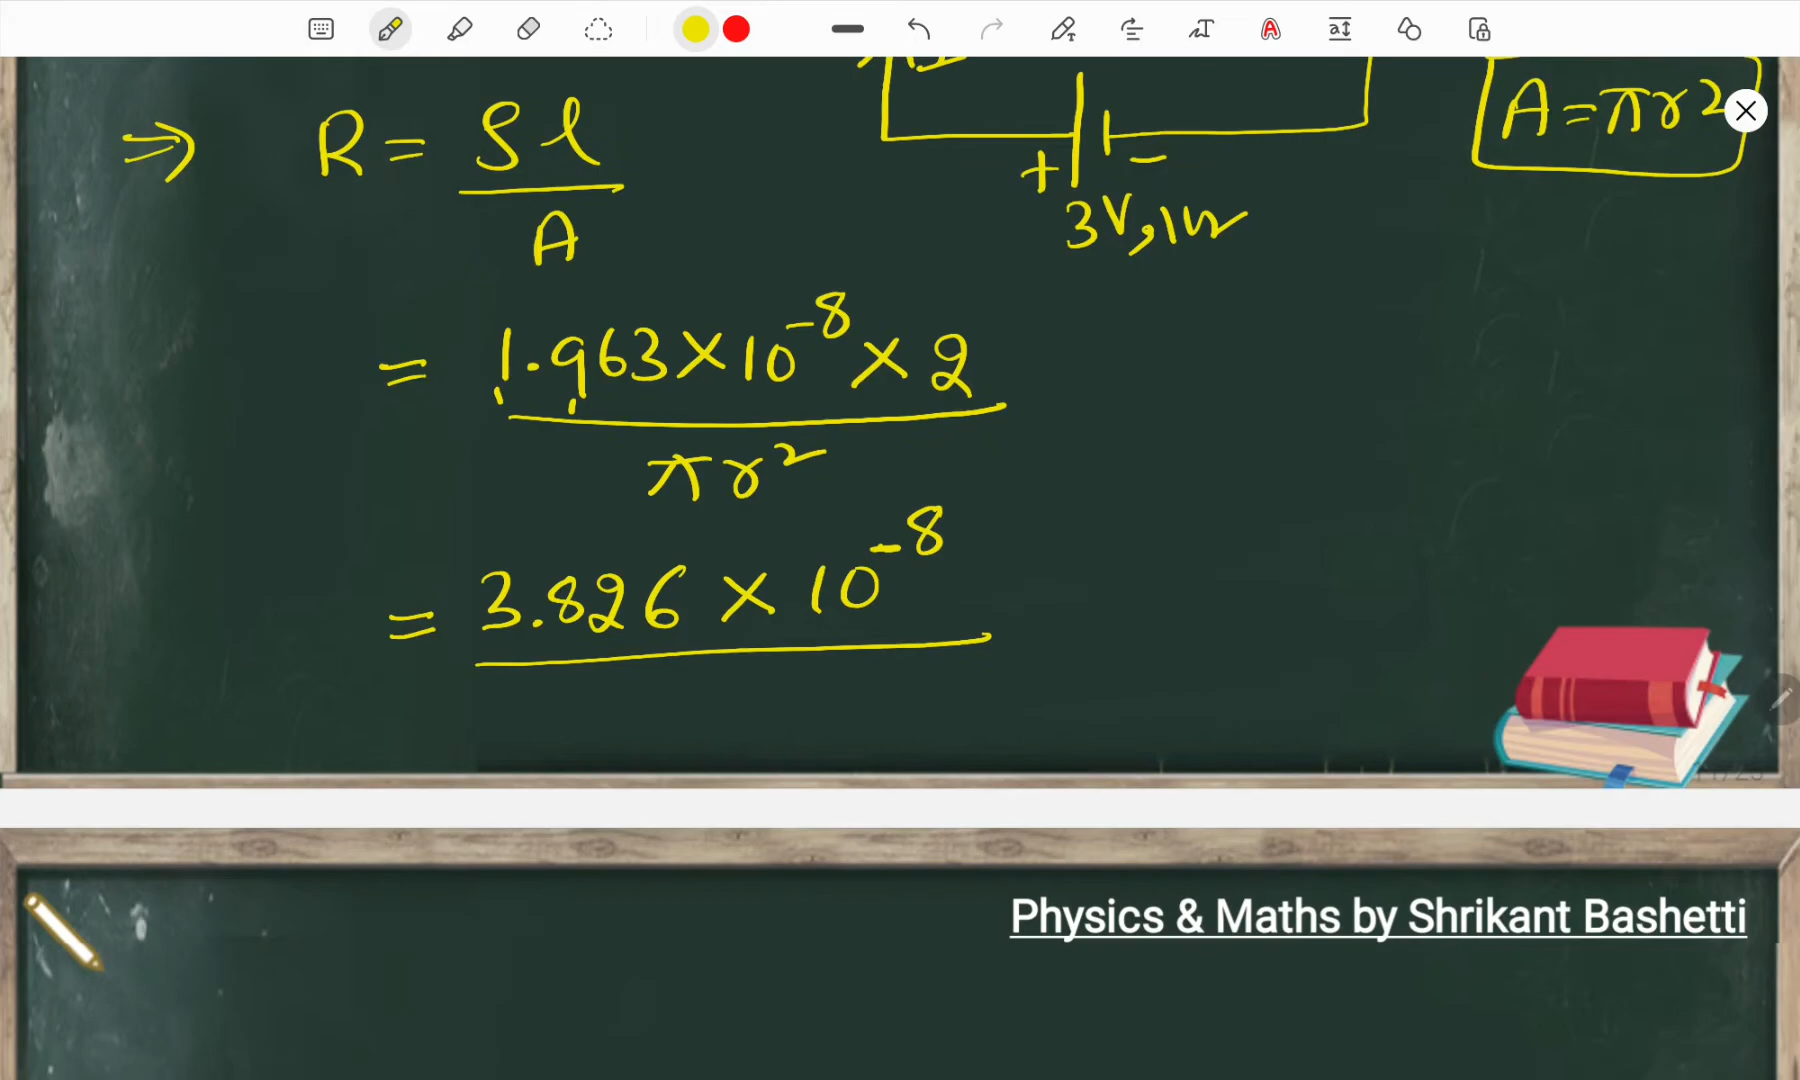 ⇒ R = ρl / A
A = πr²
+ −
3V, 1Ω
= 1.963 × 10⁻⁸ × 2 / πr²
= 3.826 × 10⁻⁸
Physics & Maths by Shrikant Bashetti